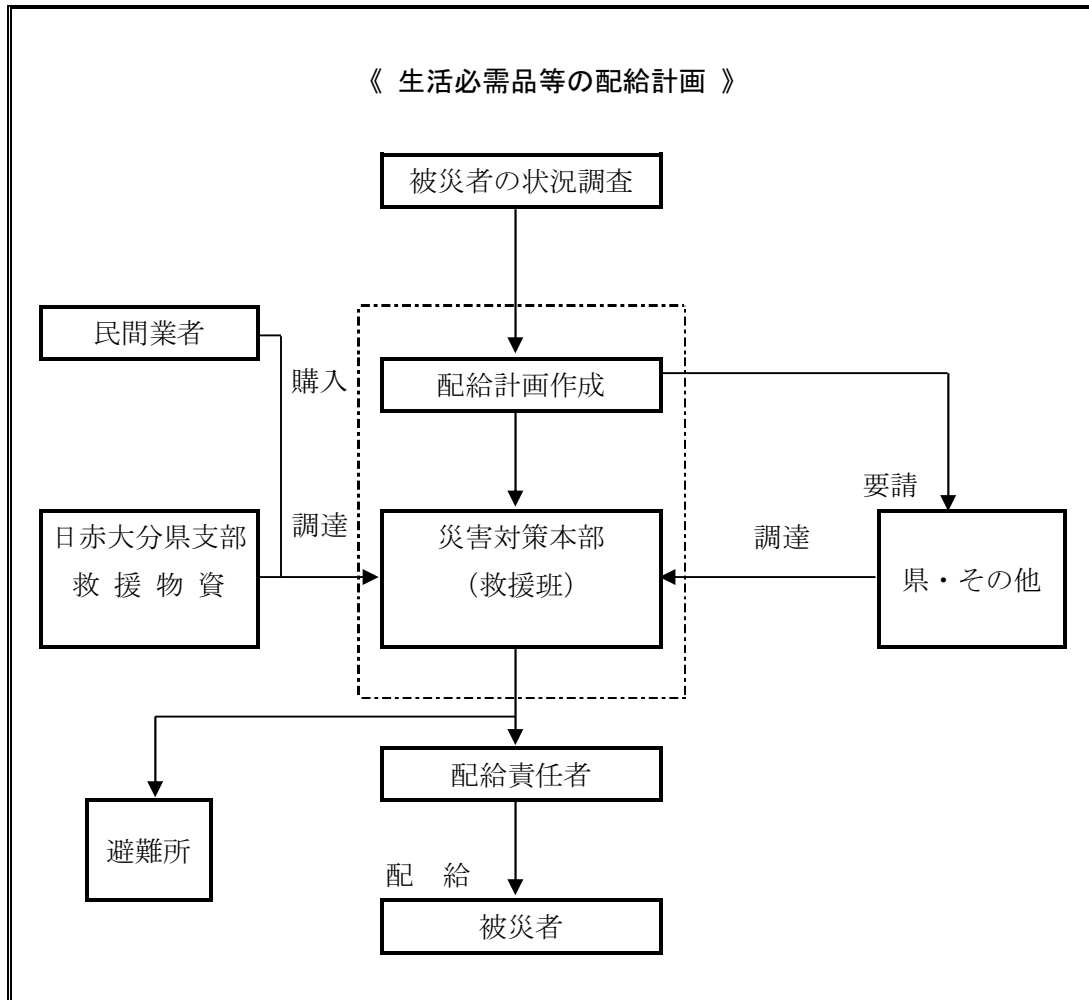 《 生活必需品等の配給計画 》
被災者の状況調査
民間業者
購入
配給計画作成
要請
日赤大分県支部
救 援 物 資
調達
災害対策本部
（救援班）
調達
県・その他
配給責任者
避難所
配　給
被災者